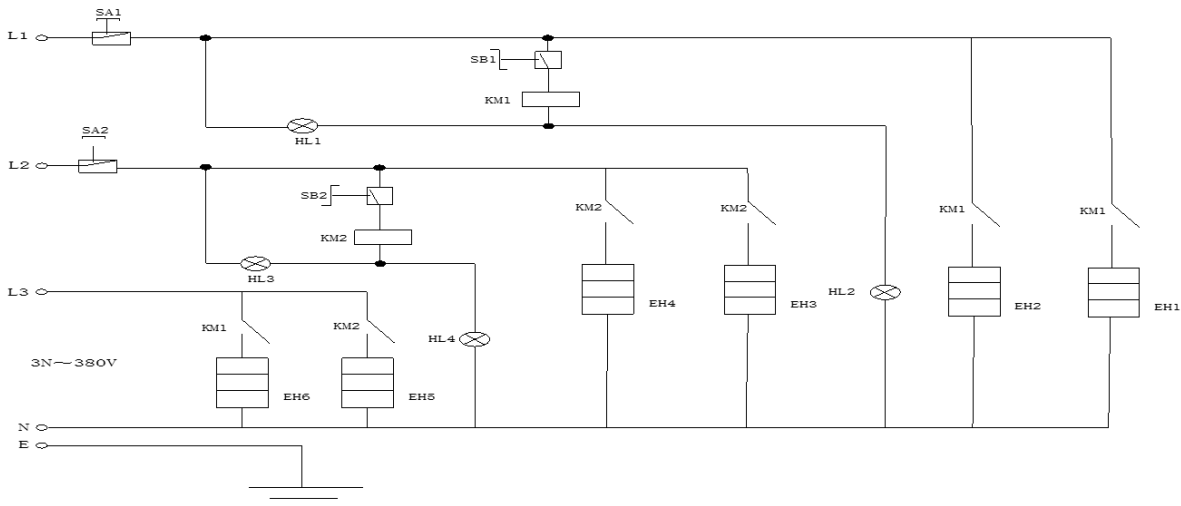 SA1
L1
SB1
KM1
HL1
SA2
L2
SB2
KM2
HL3
KM2
KM2
KM1
KM1
L3
HL2
EH4
EH3
EH2
EH1
KM1
KM2
HL4
3N～380V
EH6
EH5
N
E